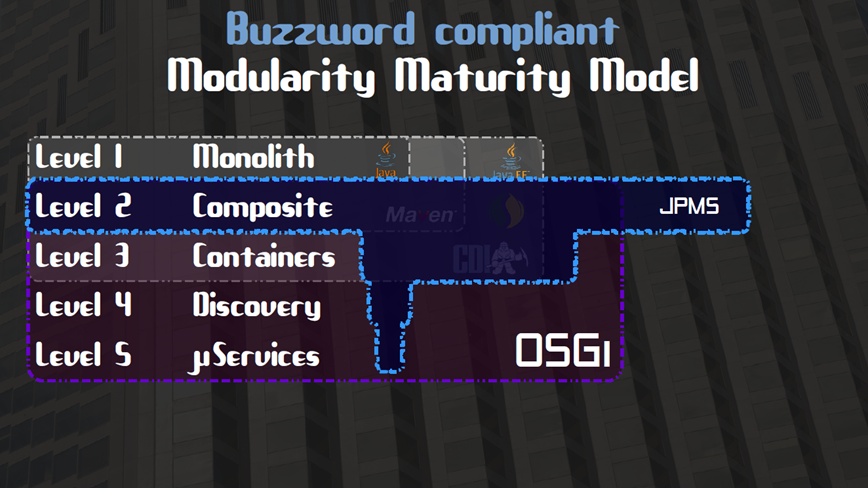 Buzzword compliant
Modularity Maturity Model
Level 1 Monolith Java Java EE
Level 2 Composite Maven JPMS
Level 3 Containers CDI
Level 4 Discovery
Level 5 µServices OSGi